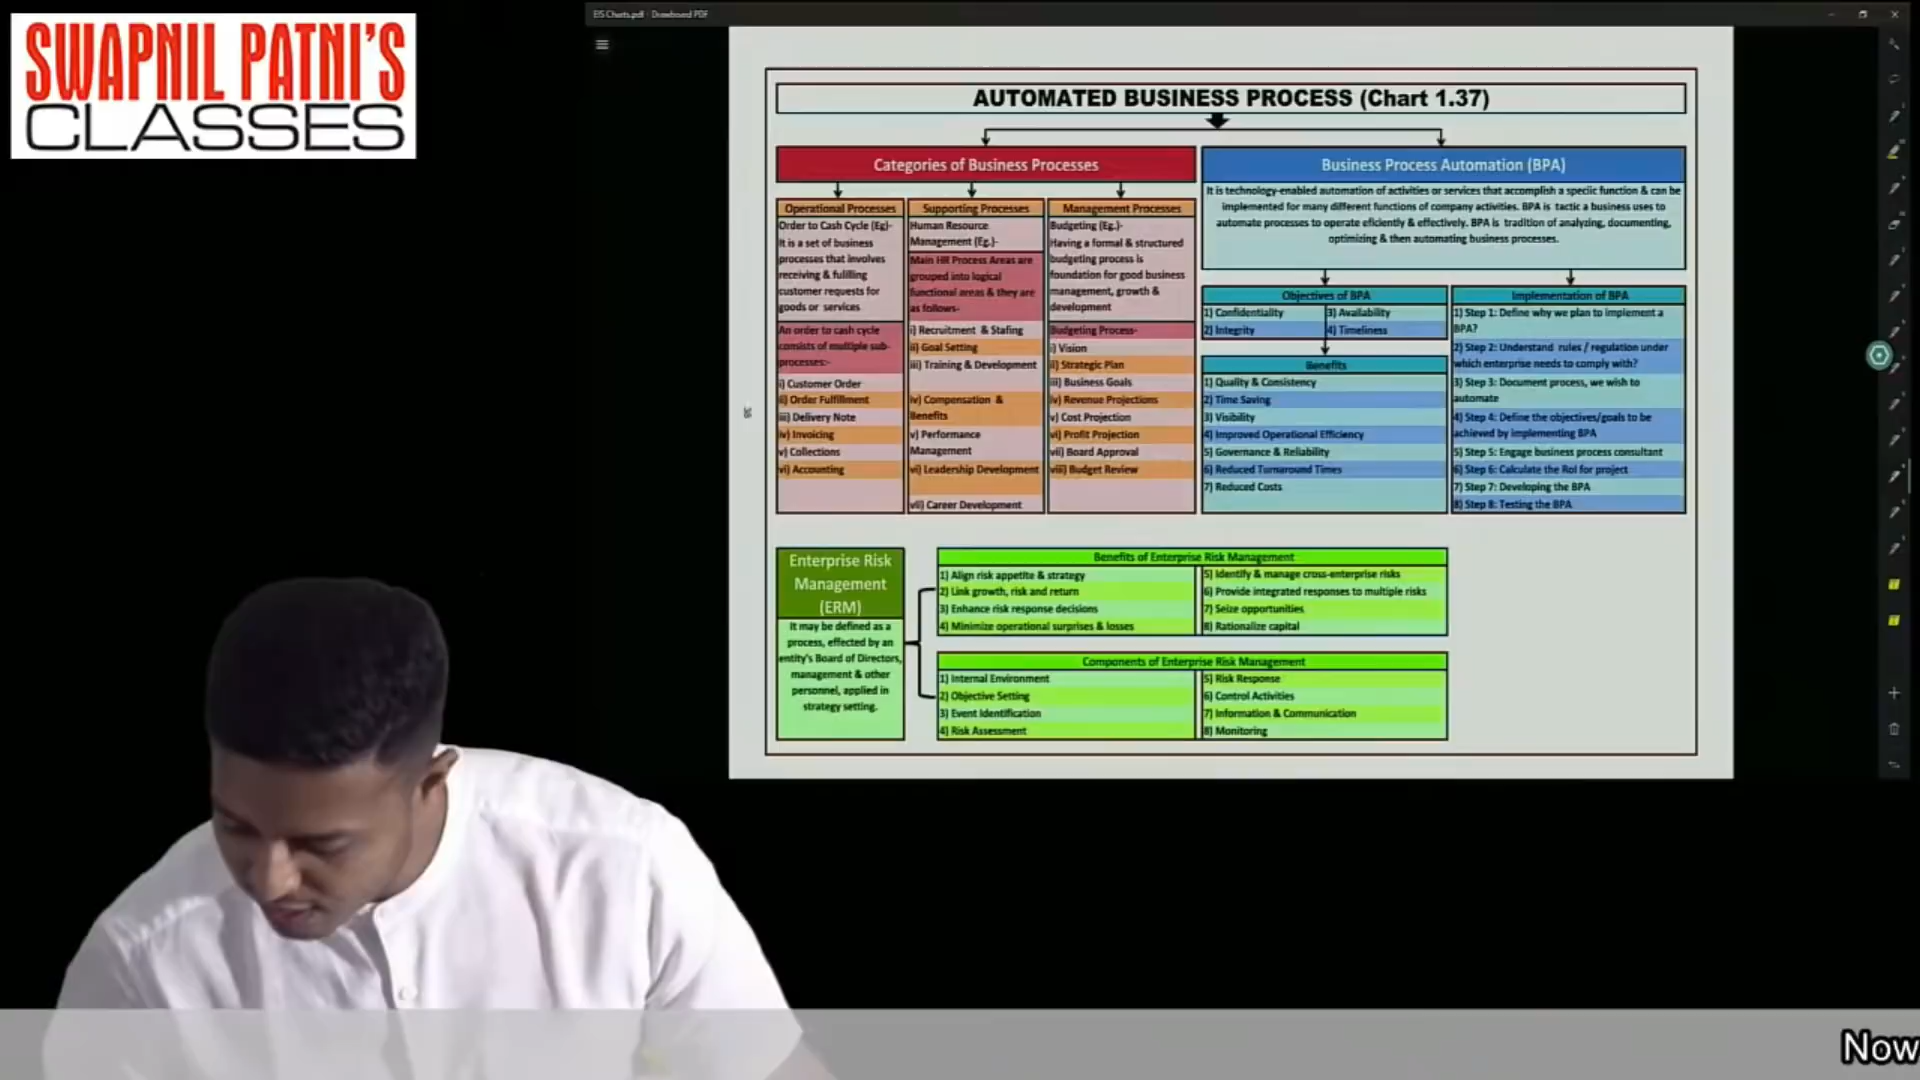 SWAPNIL PATNI'S
CLASSES
EIS Charts.pdf - Drawboard PDF
AUTOMATED BUSINESS PROCESS (Chart 1.37)
Categories of Business Processes
Operational Processes
Order to Cash Cycle (Eg)-
It is a set of business
processes that involves
receiving & fulilling
customer requests for
goods or services
An order to cash cycle
consists of multiple sub-
processes:-
i) Customer Order
ii) Order Fulfillment
iii) Delivery Note
iv) Invoicing
v) Collections
vi) Accounting
Supporting Processes
Human Resource
Management (Eg.)-
Main HR Process Areas are
grouped into logical
functional areas & they are
as follows-
i) Recruitment & Stafing
ii) Goal Setting
iii) Training & Development
iv) Compensation &
Benefits
v) Performance
Management
vi) Leadership Development
vii) Career Development
Management Processes
Budgeting (Eg.)-
Having a formal & structured
budgeting process is
foundation for good business
management, growth &
development
Budgeting Process-
i) Vision
ii) Strategic Plan
iii) Business Goals
iv) Revenue Projections
v) Cost Projection
vi) Profit Projection
vii) Board Approval
viii) Budget Review
Business Process Automation (BPA)
It is technology-enabled automation of activities or services that accomplish a speciic function & can be
implemented for many different functions of company activities. BPA is tactic a business uses to
automate processes to operate eficiently & effectively. BPA is tradition of analyzing, documenting,
optimizing & then automating business processes.
Objectives of BPA
1) Confidentiality
3) Availability
2) Integrity
4) Timeliness
Benefits
1) Quality & Consistency
2) Time Saving
3) Visibility
4) Improved Operational Efficiency
5) Governance & Reliability
6) Reduced Turnaround Times
7) Reduced Costs
Implementation of BPA
1) Step 1: Define why we plan to implement a
BPA?
2) Step 2: Understand rules / regulation under
which enterprise needs to comply with?
3) Step 3: Document process, we wish to
automate
4) Step 4: Define the objectives/goals to be
achieved by implementing BPA
5) Step 5: Engage business process consultant
6) Step 6: Calculate the RoI for project
7) Step 7: Developing the BPA
8) Step 8: Testing the BPA
Enterprise Risk
Management
(ERM)
It may be defined as a
process, effected by an
entity's Board of Directors,
management & other
personnel, applied in
strategy setting.
Benefits of Enterprise Risk Management
1) Align risk appetite & strategy
2) Link growth, risk and return
3) Enhance risk response decisions
4) Minimize operational surprises & losses
5) Identify & manage cross-enterprise risks
6) Provide integrated responses to multiple risks
7) Seize opportunities
8) Rationalize capital
Components of Enterprise Risk Management
1) Internal Environment
2) Objective Setting
3) Event Identification
4) Risk Assessment
5) Risk Response
6) Control Activities
7) Information & Communication
8) Monitoring
Now